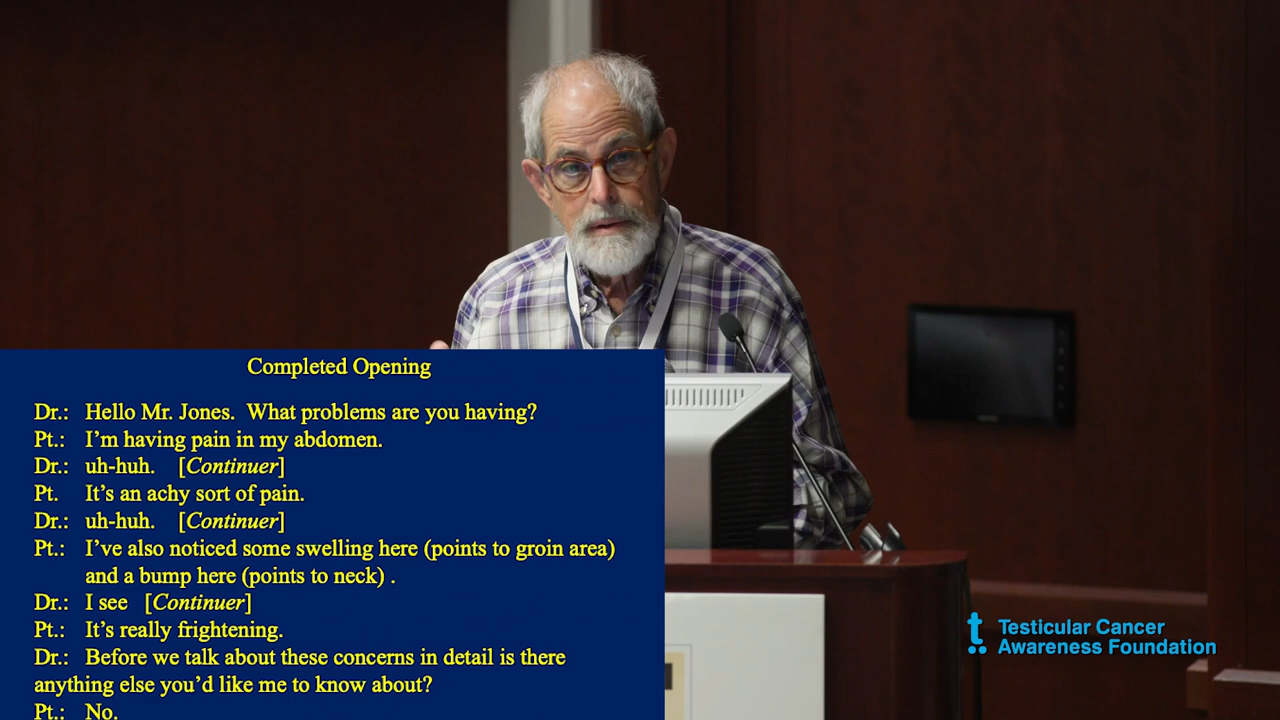 Completed Opening
Dr.: Hello Mr. Jones. What problems are you having?
Pt.: I'm having pain in my abdomen.
Dr.: uh-huh. [Continuer]
Pt. It's an achy sort of pain.
Dr.: uh-huh. [Continuer]
Pt.: I've also noticed some swelling here (points to groin area)
and a bump here (points to neck) .
Dr.: I see [Continuer]
Pt.: It's really frightening.
Dr.: Before we talk about these concerns in detail is there
anything else you'd like me to know about?
Pt.: No.
t
Testicular Cancer
Awareness Foundation